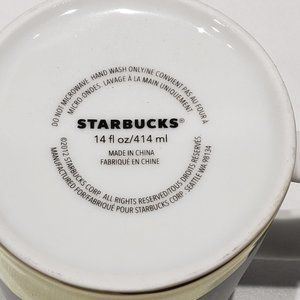 DO NOT MICROWAVE HAND WASH ONLY/NE CONVIENT PAS AU FOUR À
MICRO ONDES. LAVAGE À LA MAIN UNIQUEMENT
STARBUCKS®
14 fl oz/414 ml
MADE IN CHINA
FABRIQUÉ EN CHINE
©2012 STARBUCKS CORP. ALL RIGHTS RESERVED/TOUS DROITS RÉSERVÉS
MANUFACTURED FOR/FABRIQUÉ POUR STARBUCKS CORP. SEATTLE WA 98134